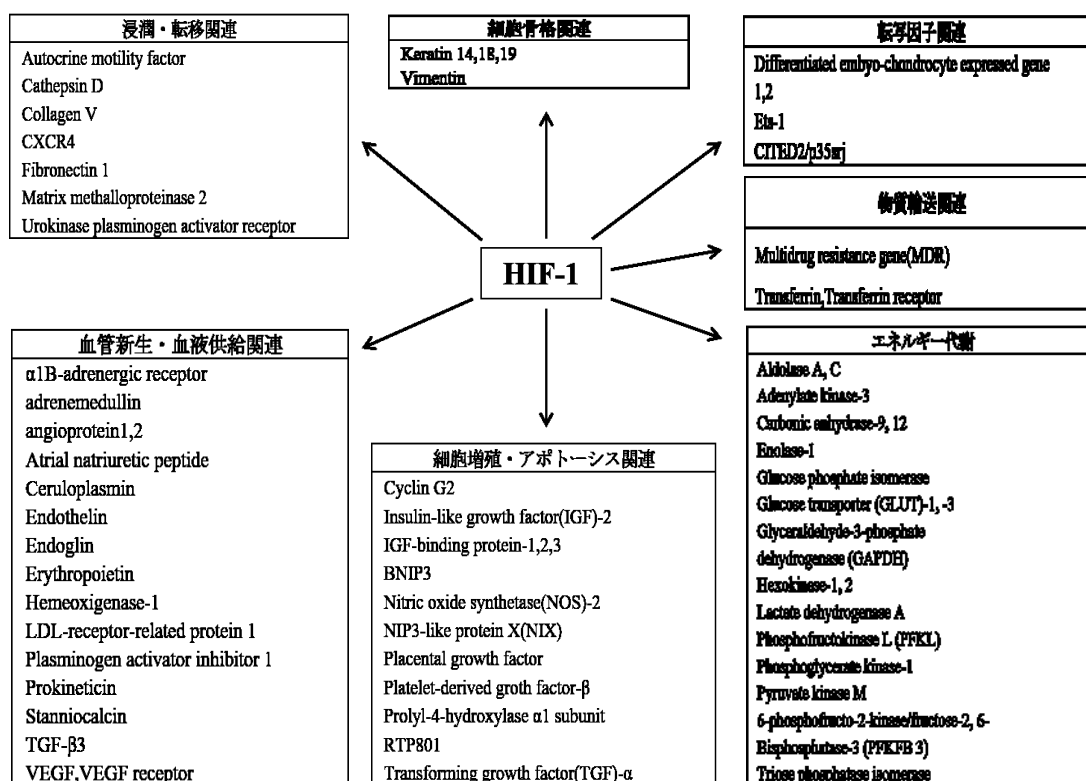 浸潤・転移関連
Autocrine motility factor
Cathepsin D
Collagen V
CXCR4
Fibronectin 1
Matrix methalloproteinase 2
Urokinase plasminogen activator receptor
細胞骨格関連
Keratin 14,18,19
Vimentin
転写因子関連
Differentiated embyo-chondrocyte expressed gene
1,2
Ets-1
CITED2/p35srj
物質輸送関連
Multidrug resistance gene(MDR)
Transferrin,Transferrin receptor
HIF-1
血管新生・血液供給関連
α1B-adrenergic receptor
adrenemedullin
angioprotein1,2
Atrial natriuretic peptide
Ceruloplasmin
Endothelin
Endoglin
Erythropoietin
Hemeoxigenase-1
LDL-receptor-related protein 1
Plasminogen activator inhibitor 1
Prokineticin
Stanniocalcin
TGF-β3
VEGF,VEGF receptor
細胞増殖・アポトーシス関連
Cyclin G2
Insulin-like growth factor(IGF)-2
IGF-binding protein-1,2,3
BNIP3
Nitric oxide synthetase(NOS)-2
NIP3-like protein X(NIX)
Placental growth factor
Platelet-derived groth factor-β
Prolyl-4-hydroxylase α1 subunit
RTP801
Transforming growth factor(TGF)-α
エネルギー代謝
Aldolase A, C
Adenylate kinase-3
Carbonic anhydrase-9, 12
Enolase-1
Glucose phosphate isomerase
Glucose transporter (GLUT)-1, -3
Glyceraldehyde-3-phosphate
dehydrogenase (GAPDH)
Hexokinase-1, 2
Lactate dehydrogenase A
Phosphofructokinase L (PFKL)
Phosphoglycerate kinase-1
Pyruvate kinase M
6-phosphofructo-2-kinase/fructose-2, 6-
Bisphosphatase-3 (PFKFB 3)
Triose phosphatase isomerase